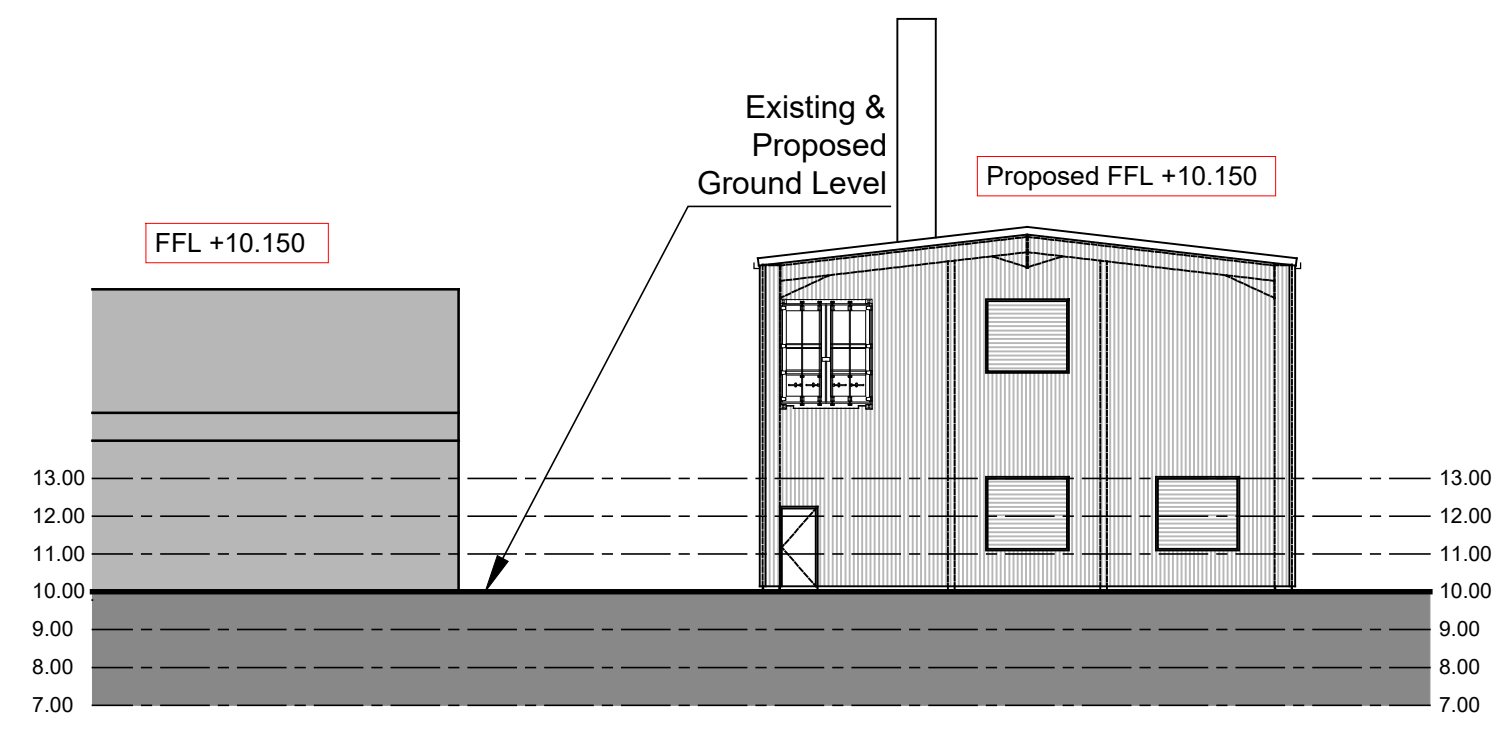 Existing &
Proposed
Ground Level
Proposed FFL +10.150
FFL +10.150
13.00 13.00
12.00 12.00
11.00 11.00
10.00 10.00
9.00 9.00
8.00 8.00
7.00 7.00